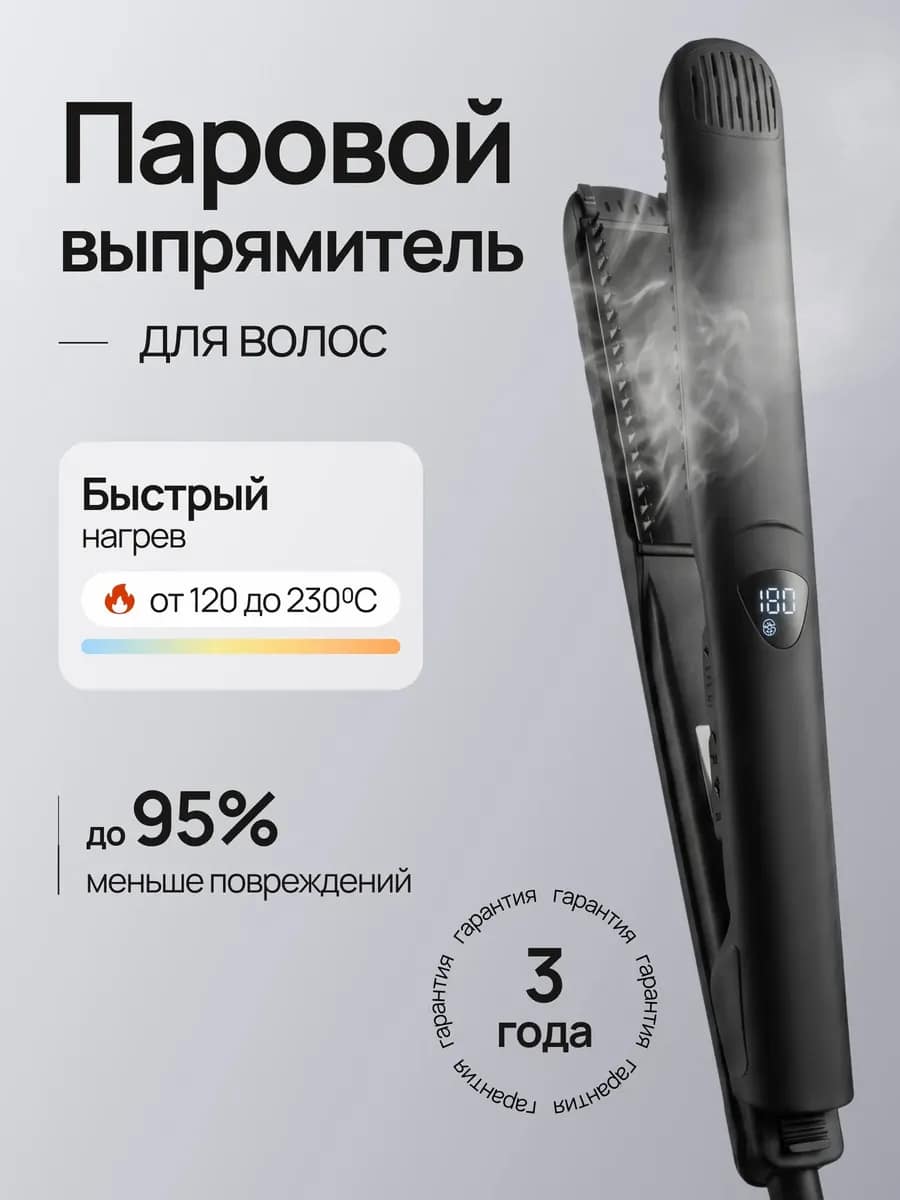 Паровой
выпрямитель
для волос
Быстрый
нагрев
от 120 до 230⁰C
180
до 95%
меньше повреждений
гарантия гарантия гарантия гарантия гарантия гарантия гарантия
3
года